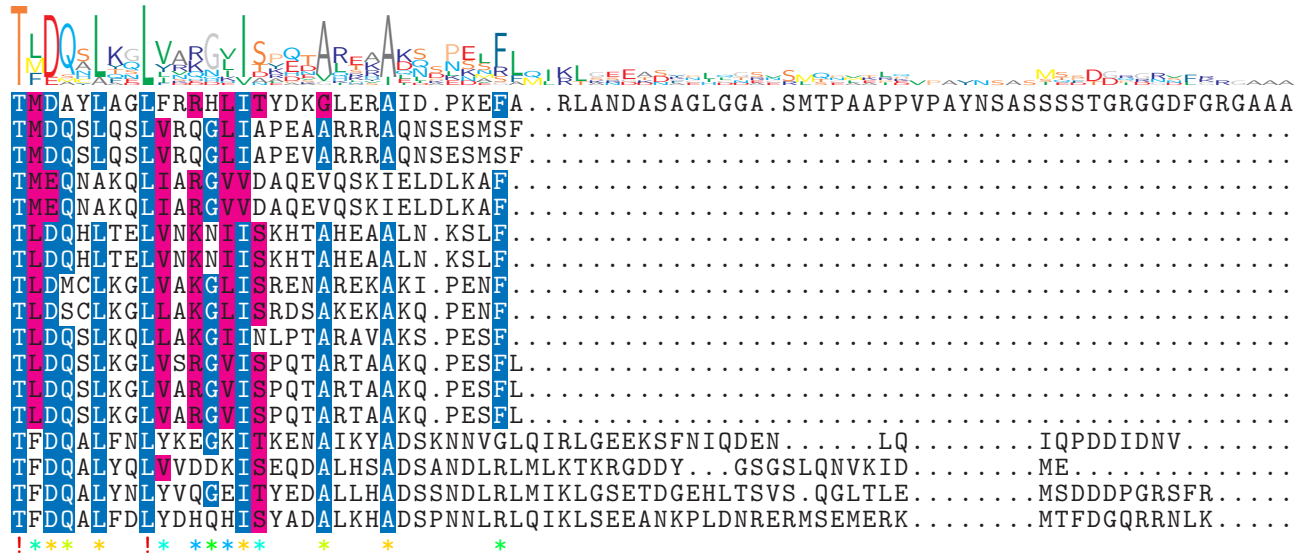 TMDAYLAGLFRRHLITYDKGLERAID.PKEFA..RLANDASAGLGGA.SMTPAAPPVPAYNSASSSSTGRGGDFGRGAAA
TMDQSLQSLVRQGLIAPEAARRRAQNSESMSF................................................
TMDQSLQSLVRQGLIAPEVARRRAQNSESMSF................................................
TMEQNAKQLIARGVVDAQEVQSKIELDLKAF.................................................
TMEQNAKQLIARGVVDAQEVQSKIELDLKAF.................................................
TLDQHLTELVNKNIISKHTAHEAALN.KSLF.................................................
TLDQHLTELVNKNIISKHTAHEAALN.KSLF.................................................
TLDMCLKGLVAKGLISRENAREKAKI.PENF.................................................
TLDSCLKGLLAKGLISRDSAKEKAKQ.PENF.................................................
TLDQSLKQLLAKGIINLPTARAVAKS.PESF.................................................
TLDQSLKGLVSRGVISPQTARTAAKQ.PESFL................................................
TLDQSLKGLVARGVISPQTARTAAKQ.PESFL................................................
TLDQSLKGLVARGVISPQTARTAAKQ.PESFL................................................
TFDQALFNLYKEGKITKENAIKYADSKNNVGLQIRLGEEKSFNIQDEN      LQ        IQPDDIDNV.......
TFDQALYQLVVDDKISEQDALHSADSANDLRLMLKTKRGDDY...GSGSLQNVKID        ME..............
TFDQALYNLYVQGEITYEDALLHADSSNDLRLMIKLGSETDGEHLTSVS.QGLTLE        MSDDDPGRSFR.....
TFDQALFDLYDHQHISYADALKHADSPNNLRLQIKLSEEANKPLDNRERMSEMERK        MTFDGQRRNLK.....
!*** * !* ***** * * *